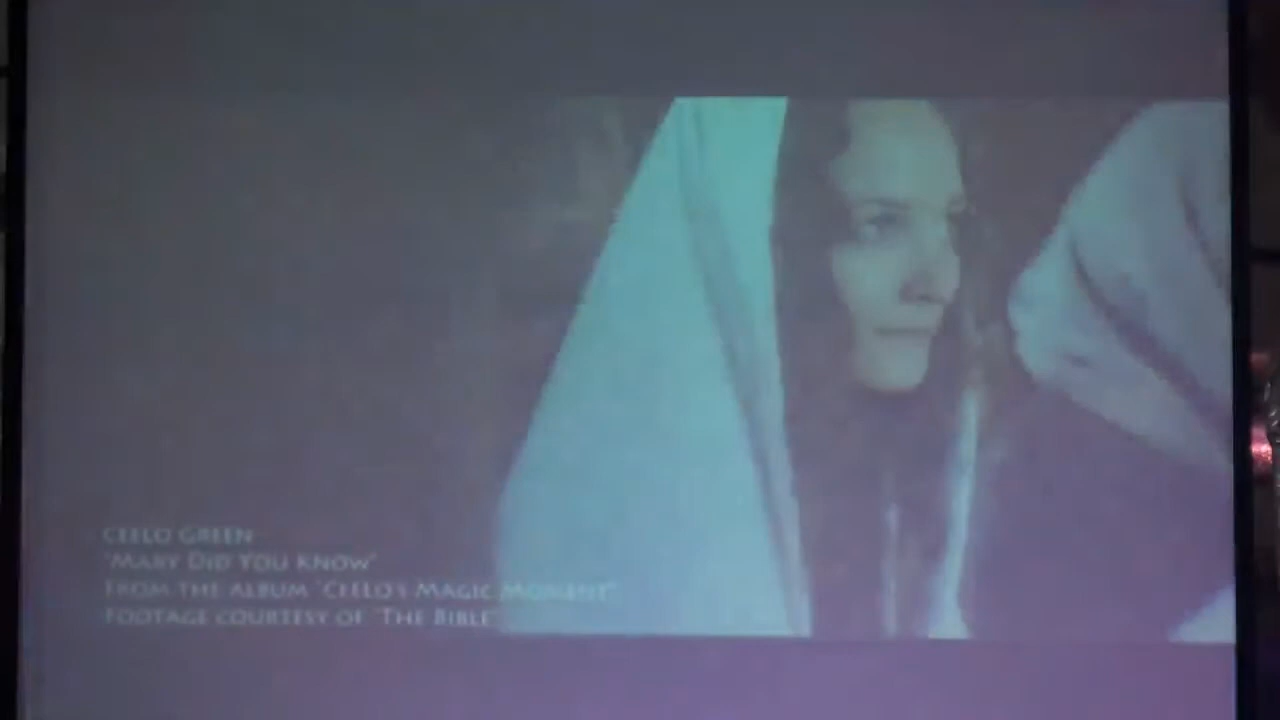 CEELO GREEN
"MARY DID YOU KNOW"
FROM THE ALBUM "CEELO'S MAGIC MOMENT"
FOOTAGE COURTESY OF "THE BIBLE"